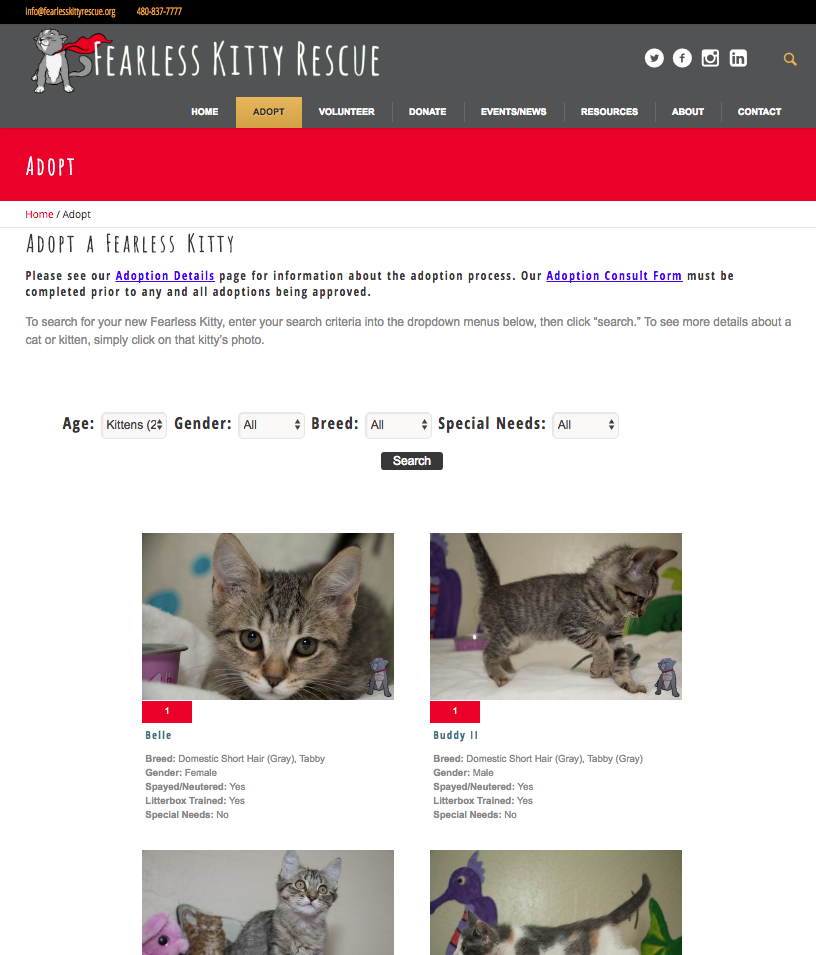 info@fearlesskittyrescue.org 480-837-7777
Fearless Kitty Rescue
HOME ADOPT VOLUNTEER DONATE EVENTS/NEWS RESOURCES ABOUT CONTACT
Adopt
Home / Adopt
Adopt a Fearless Kitty
Please see our Adoption Details page for information about the adoption process. Our Adoption Consult Form must be
completed prior to any and all adoptions being approved.
To search for your new Fearless Kitty, enter your search criteria into the dropdown menus below, then click “search.” To see more details about a
cat or kitten, simply click on that kitty’s photo.
Age: Kittens (2 Gender: All Breed: All Special Needs: All
Search
1
Belle
Breed: Domestic Short Hair (Gray), Tabby
Gender: Female
Spayed/Neutered: Yes
Litterbox Trained: Yes
Special Needs: No
1
Buddy II
Breed: Domestic Short Hair (Gray), Tabby (Gray)
Gender: Male
Spayed/Neutered: Yes
Litterbox Trained: Yes
Special Needs: No